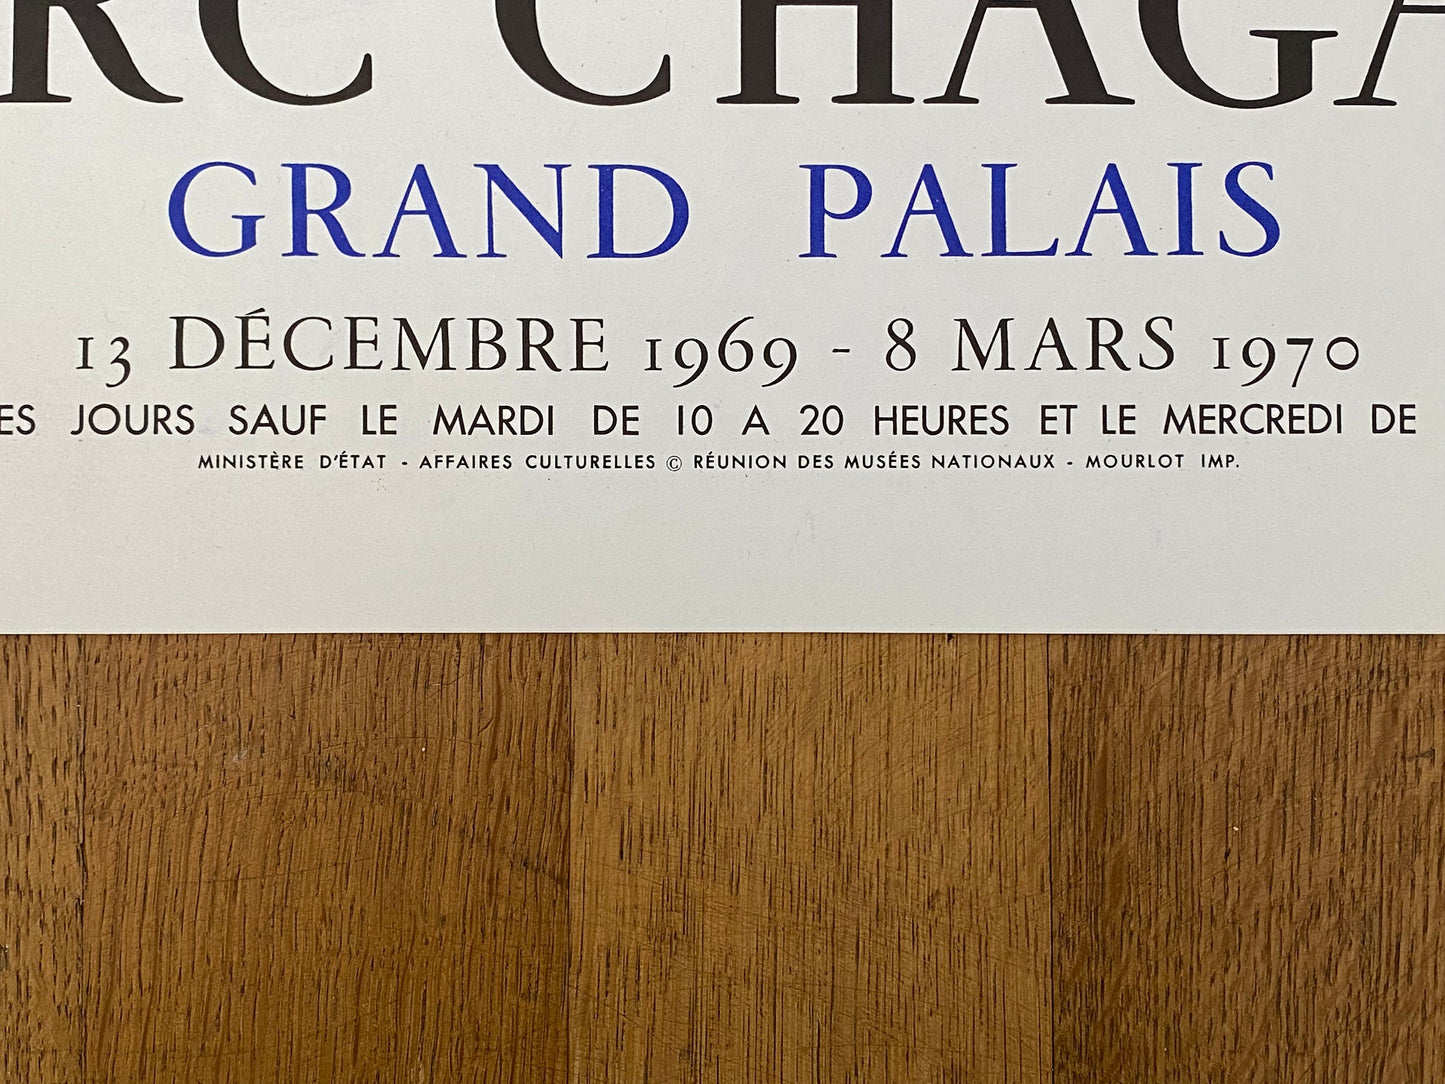 RC CHAGA
GRAND PALAIS
13 DÉCEMBRE 1969 - 8 MARS 1970
ES JOURS SAUF LE MARDI DE 10 A 20 HEURES ET LE MERCREDI DE
MINISTÈRE D'ÉTAT - AFFAIRES CULTURELLES © RÉUNION DES MUSÉES NATIONAUX - MOURLOT IMP.